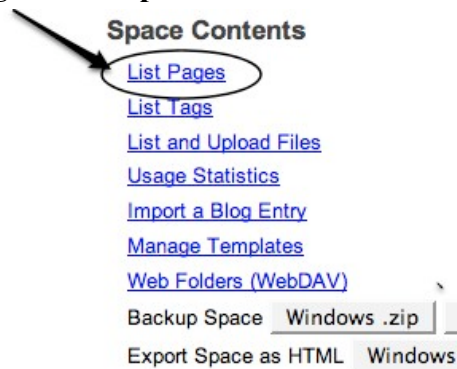 Space Contents
List Pages
List Tags
List and Upload Files
Usage Statistics
Import a Blog Entry
Manage Templates
Web Folders (WebDAV)
Backup Space Windows .zip
Export Space as HTML Windows